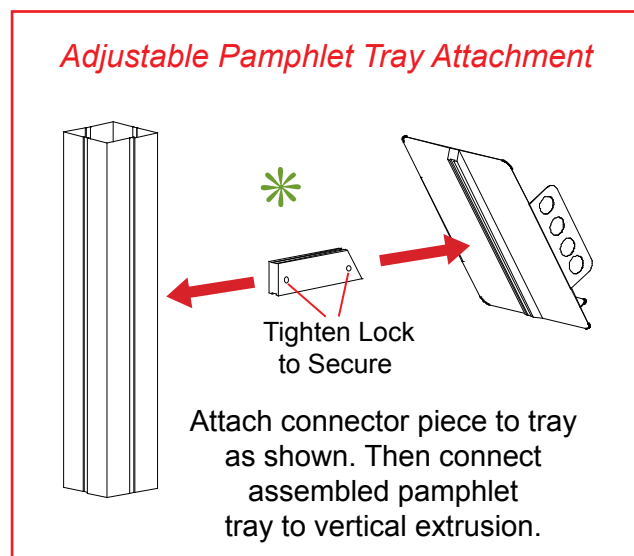 Adjustable Pamphlet Tray Attachment
Tighten Lock
to Secure
Attach connector piece to tray
as shown. Then connect
assembled pamphlet
tray to vertical extrusion.